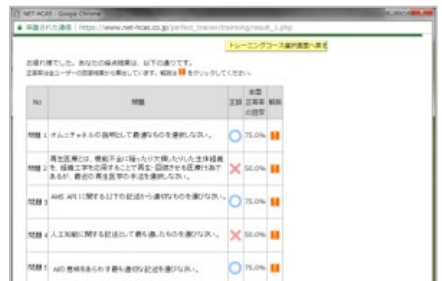 NET-HCAS - Google Chrome
保護された通信 | https://www.net-hcas.co.jp/perfect_trainer/trainning/result_1.php
トレーニングコース選択画面へ戻る
お疲れ様でした。あなたの採点結果は、以下の通りです。
正答率は全ユーザーの回答結果から算出しています。解説は をクリックしてください。
No 問題 正誤 全国正答率の目安 解説
問題 1 オムニチャネルの説明として最適なものを選択しなさい。 75.0%
再生医療とは、機能不全に陥ったり欠損したりした生体組織
問題 2 を、組織工学を応用することで再生・回復させる医療行為で 50.0%
あるが、最近の再生医学の手法を選択しなさい。
問題 3 AWS API に関する以下の記述から適切なものを選びなさい。 75.0%
問題 4 人工知能に関する記述として最も適したものを選びなさい。 50.0%
問題 5 AIの意味をあらわす最も適切な記述を選びなさい。 75.0%